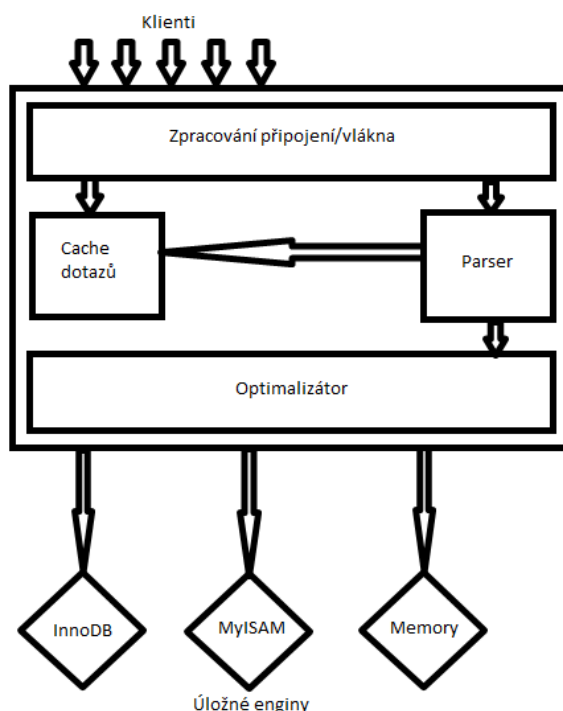 Klienti
Zpracování připojení/vlákna
Cache
dotazů
Parser
Optimalizátor
InnoDB
MyISAM
Memory
Úložné enginy